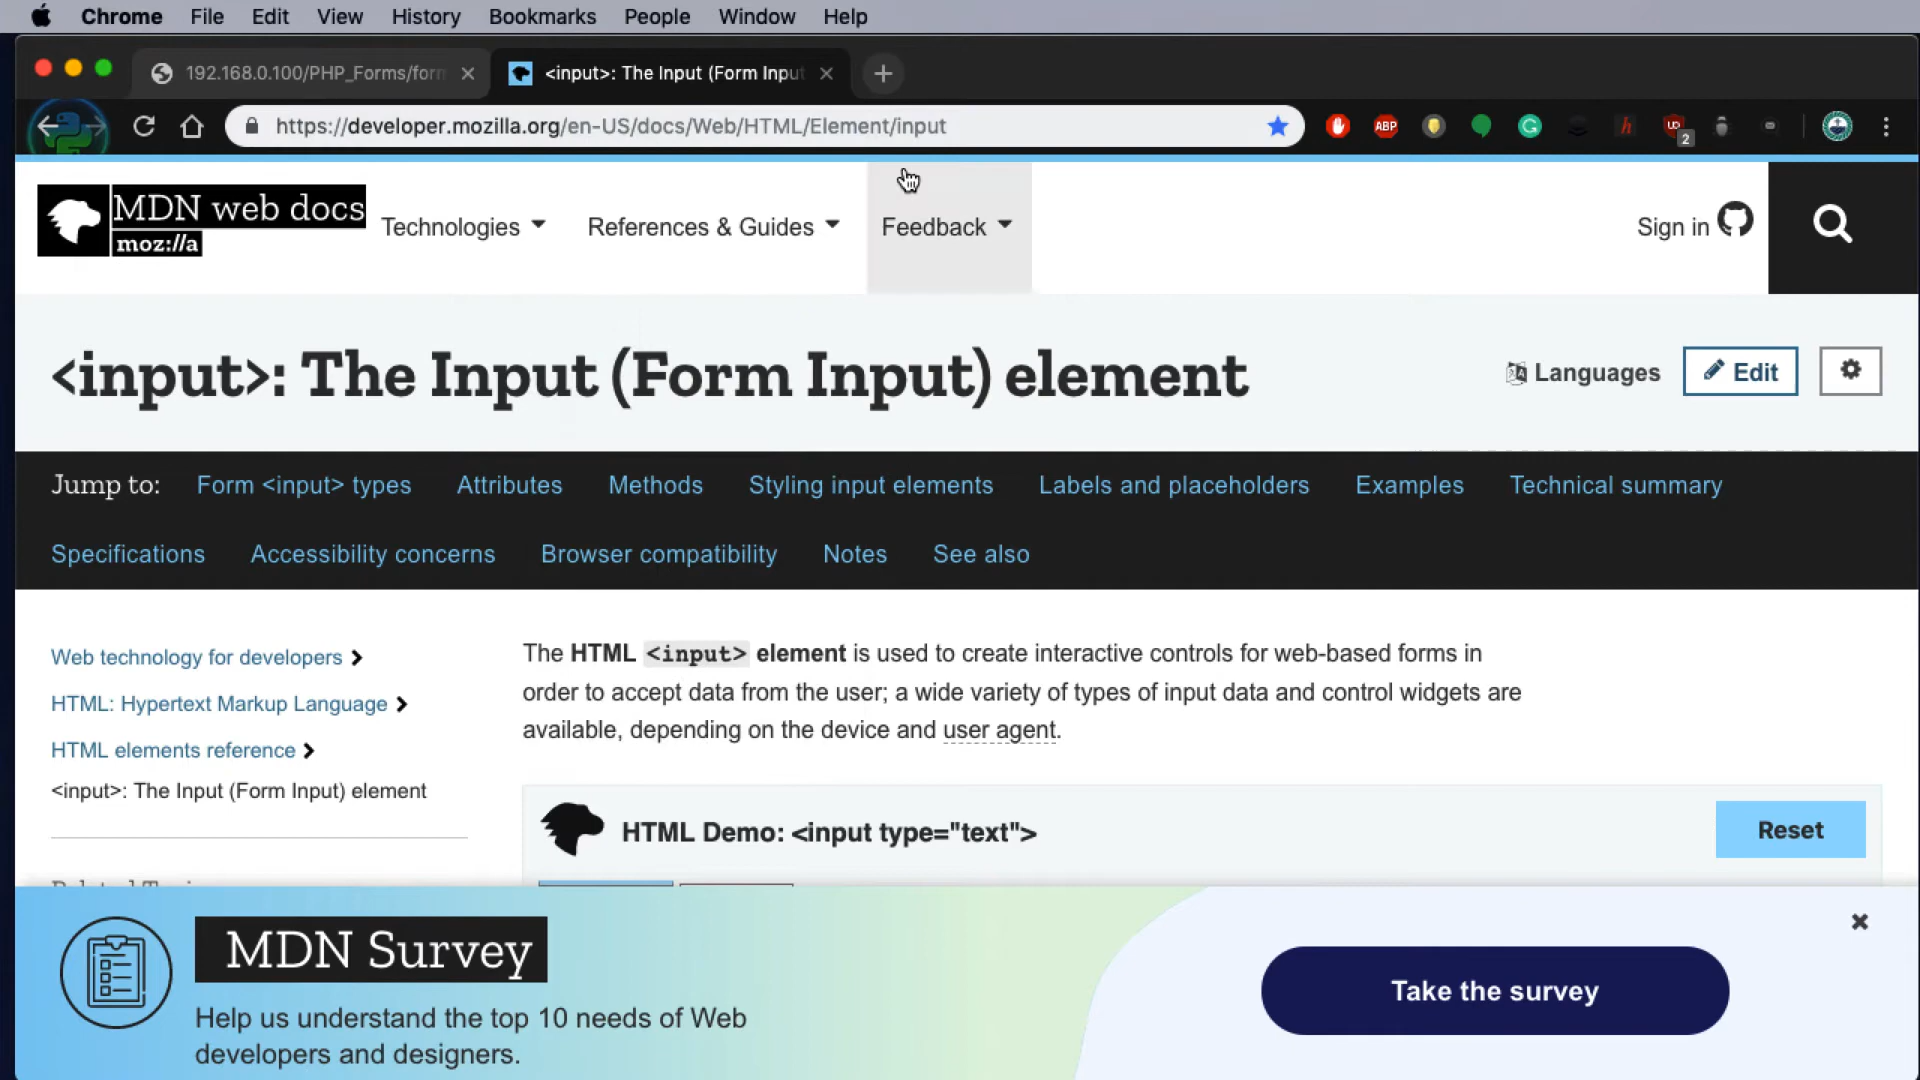 Chrome File Edit View History Bookmarks People Window Help
192.168.0.100/PHP_Forms/form
<input>: The Input (Form Input
https://developer.mozilla.org/en-US/docs/Web/HTML/Element/input
ABP
UD
2
MDN web docs
moz://a
Technologies
References & Guides
Feedback
Sign in
<input>: The Input (Form Input) element
Languages
Edit
Jump to: Form <input> types Attributes Methods Styling input elements Labels and placeholders Examples Technical summary
Specifications Accessibility concerns Browser compatibility Notes See also
Web technology for developers
HTML: Hypertext Markup Language
HTML elements reference
<input>: The Input (Form Input) element
The HTML <input> element is used to create interactive controls for web-based forms in
order to accept data from the user; a wide variety of types of input data and control widgets are
available, depending on the device and user agent.
HTML Demo: <input type="text">
Reset
MDN Survey
Help us understand the top 10 needs of Web
developers and designers.
Take the survey